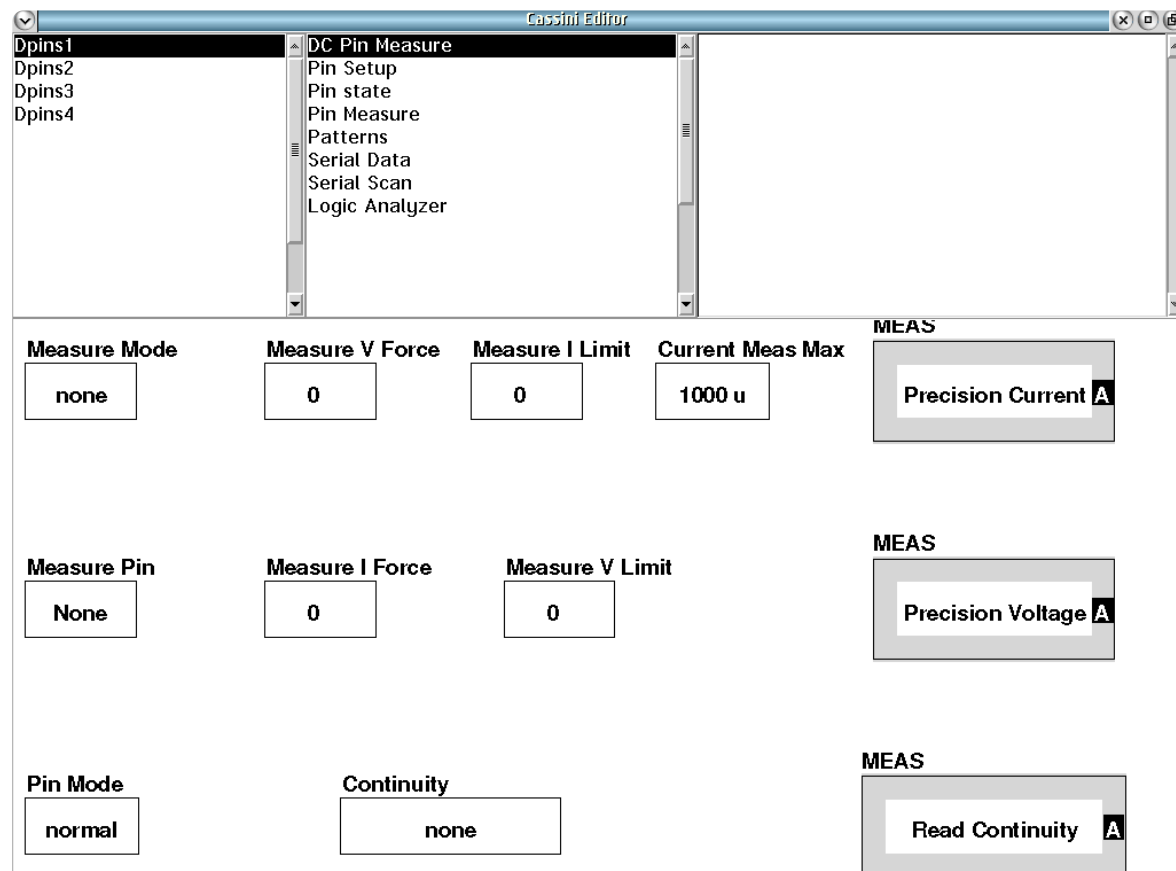 Cassini Editor
Dpins1
Dpins2
Dpins3
Dpins4
DC Pin Measure
Pin Setup
Pin state
Pin Measure
Patterns
Serial Data
Serial Scan
Logic Analyzer
Measure Mode
none
Measure V Force
0
Measure I Limit
0
Current Meas Max
1000 u
MEAS
Precision Current A
Measure Pin
None
Measure I Force
0
Measure V Limit
0
MEAS
Precision Voltage A
Pin Mode
normal
Continuity
none
MEAS
Read Continuity A